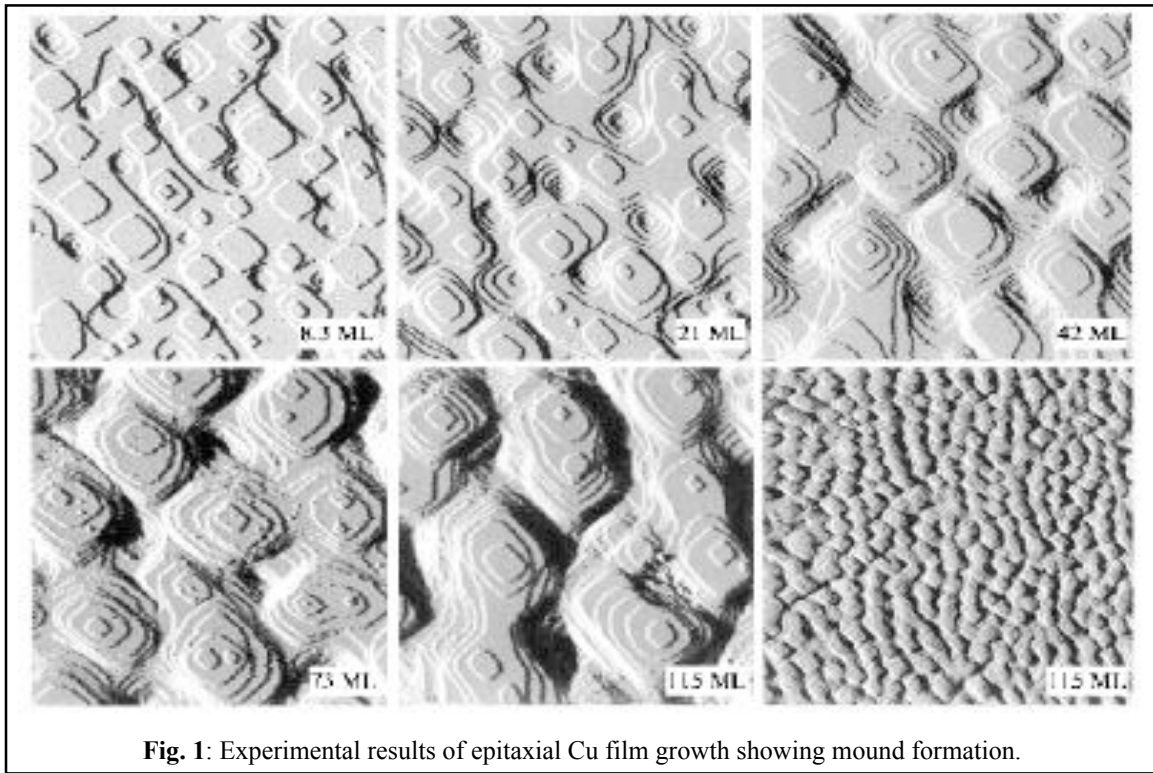 8.3 ML
21 ML
42 ML
73 ML
115 ML
115 ML
Fig. 1: Experimental results of epitaxial Cu film growth showing mound formation.